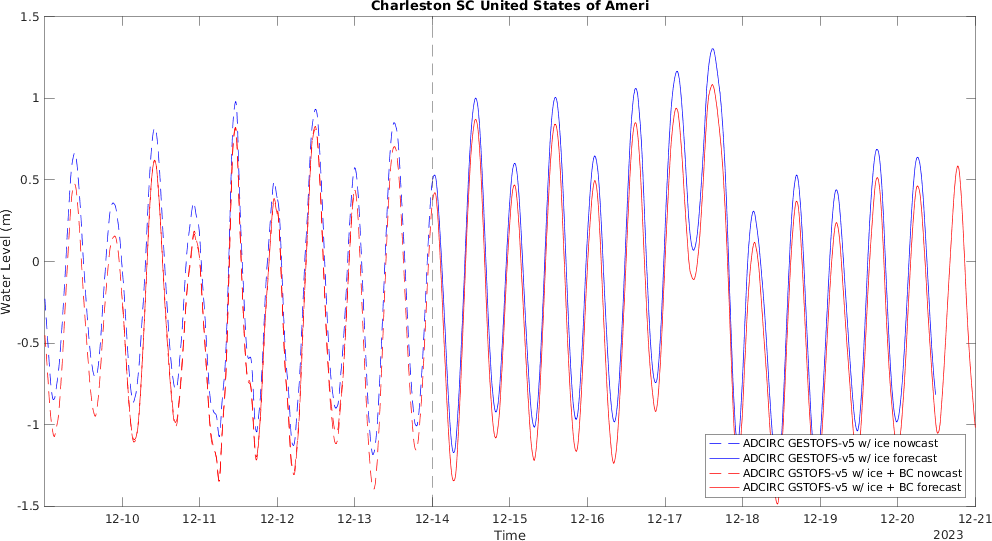 Charleston SC United States of Ameri
1.5
1
0.5
0
-0.5
-1
-1.5
Water Level (m)
ADCIRC GESTOFS-v5 w/ ice nowcast
ADCIRC GESTOFS-v5 w/ ice forecast
ADCIRC GSTOFS-v5 w/ ice + BC nowcast
ADCIRC GSTOFS-v5 w/ ice + BC forecast
12-10 12-11 12-12 12-13 12-14 12-15 12-16 12-17 12-18 12-19 12-20 12-21
Time
2023